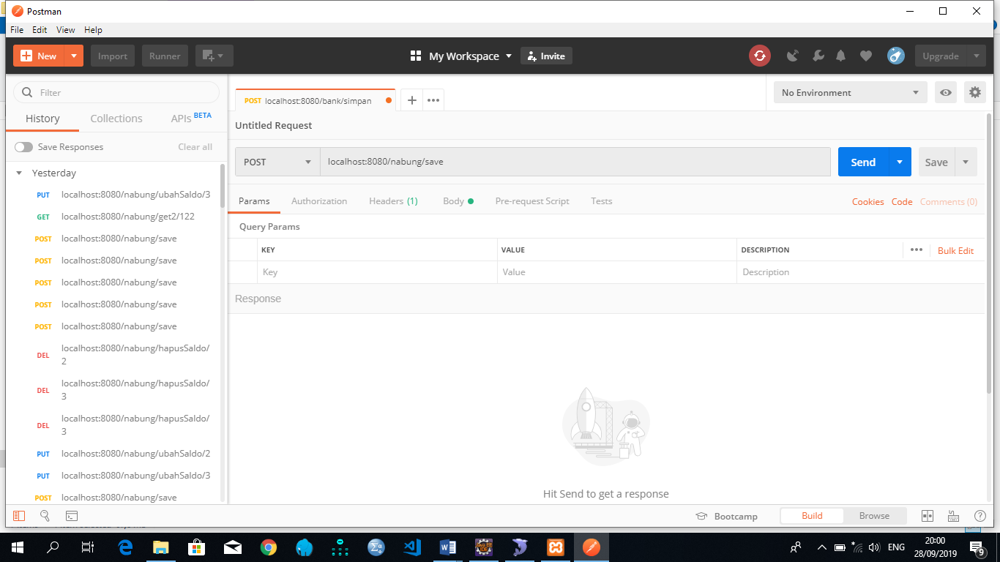 Postman
File Edit View Help
New Import Runner My Workspace Invite Upgrade
Filter
History Collections APIs BETA
Save Responses Clear all
Yesterday
PUT localhost:8080/nabung/ubahSaldo/3
GET localhost:8080/nabung/get2/122
POST localhost:8080/nabung/save
POST localhost:8080/nabung/save
POST localhost:8080/nabung/save
POST localhost:8080/nabung/save
POST localhost:8080/nabung/save
DEL localhost:8080/nabung/hapusSaldo/
2
DEL localhost:8080/nabung/hapusSaldo/
3
DEL localhost:8080/nabung/hapusSaldo/
3
PUT localhost:8080/nabung/ubahSaldo/2
PUT localhost:8080/nabung/ubahSaldo/3
POST localhost:8080/nabung/save
POST localhost:8080/bank/simpan
No Environment
Untitled Request
POST localhost:8080/nabung/save Send Save
Params Authorization Headers (1) Body Pre-request Script Tests Cookies Code Comments (0)
Query Params
KEY VALUE DESCRIPTION Bulk Edit
Key Value Description
Response
Hit Send to get a response
Bootcamp Build Browse
ENG 20:00
28/09/2019 9